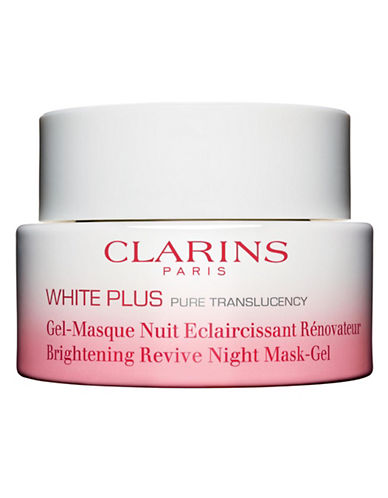 CLARINS
PARIS
WHITE PLUS PURE TRANSLUCENCY
Gel-Masque Nuit Eclaircissant Rénovateur
Brightening Revive Night Mask-Gel